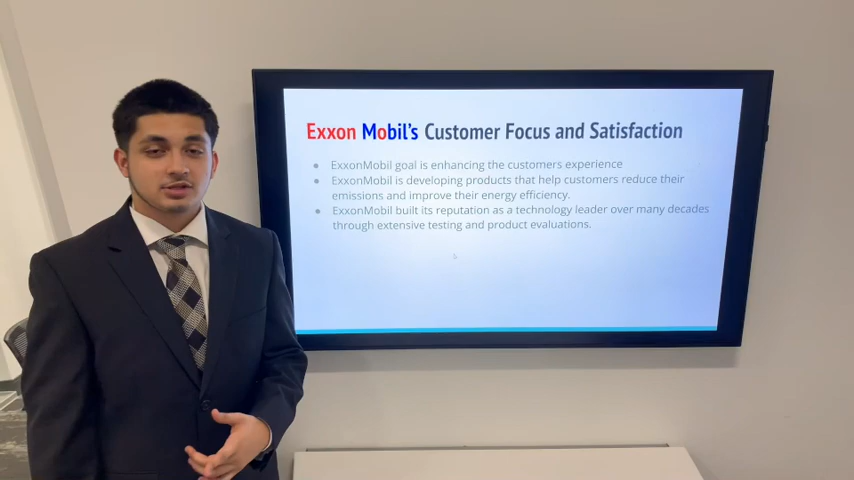 Exxon Mobil's Customer Focus and Satisfaction
● ExxonMobil goal is enhancing the customers experience
● ExxonMobil is developing products that help customers reduce their
emissions and improve their energy efficiency.
● ExxonMobil built its reputation as a technology leader over many decades
through extensive testing and product evaluations.